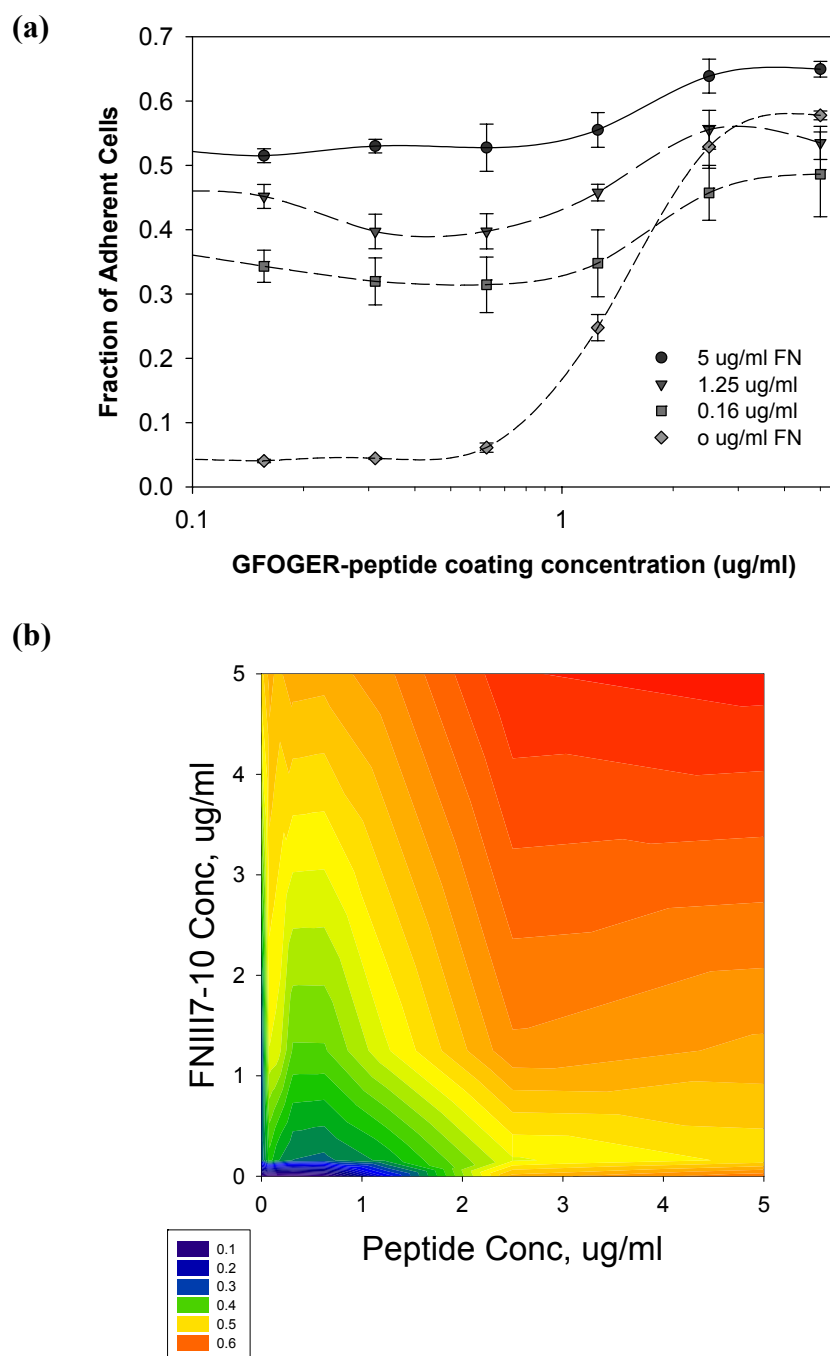 (a)
0.7
0.6
0.5
0.4
0.3
0.2
0.1
0.0
Fraction of Adherent Cells
5 ug/ml FN
1.25 ug/ml
0.16 ug/ml
o ug/ml FN
0.1
1
GFOGER-peptide coating concentration (ug/ml)
(b)
5
4
3
2
1
0
FNIII7-10 Conc, ug/ml
0 1 2 3 4 5
Peptide Conc, ug/ml
0.1
0.2
0.3
0.4
0.5
0.6